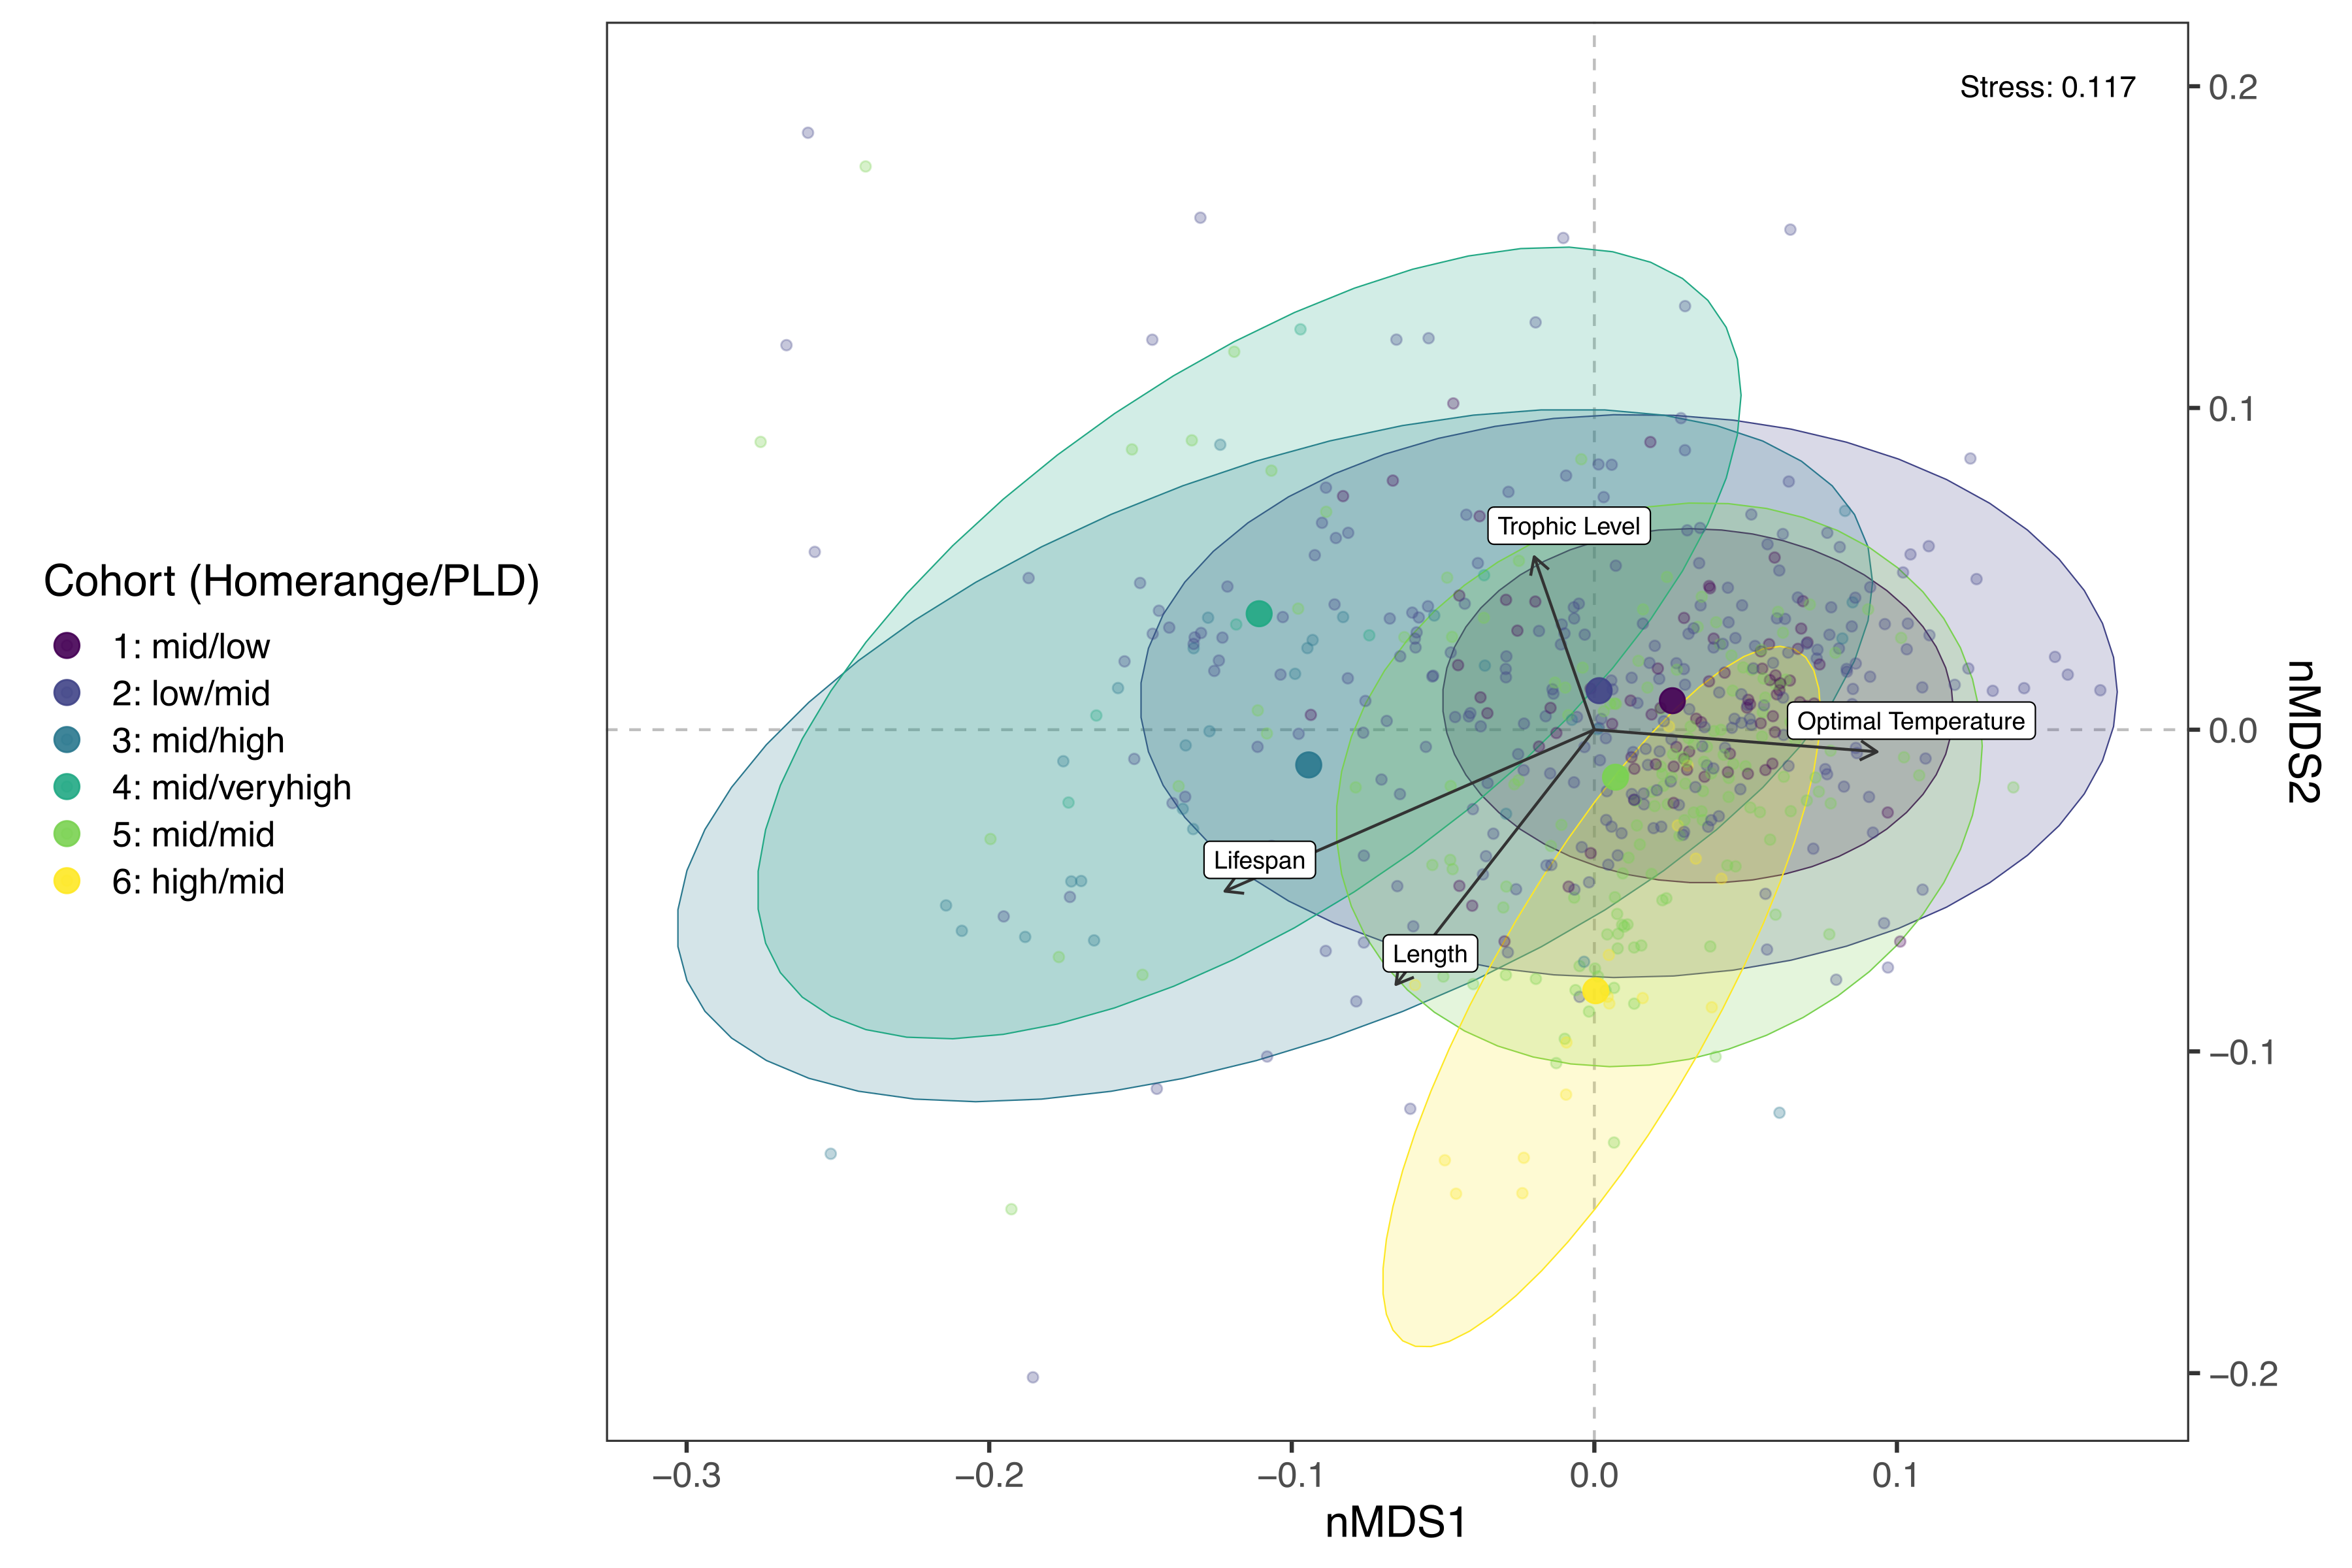 Stress: 0.117
0.2
0.1
Trophic Level
Cohort (Homerange/PLD)
1: mid/low
2: low/mid
3: mid/high
4: mid/veryhigh
5: mid/mid
6: high/mid
Optimal Temperature
0.0
nMDS2
Lifespan
Length
−0.1
−0.2
−0.3
−0.2
−0.1
0.0
0.1
nMDS1